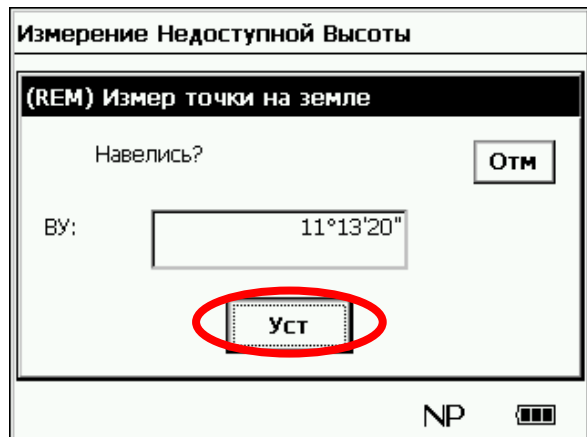 Измерение Недоступной Высоты
(REM) Измер точки на земле
Навелись?
Отм
ВУ:
11°13'20"
Уст
NP